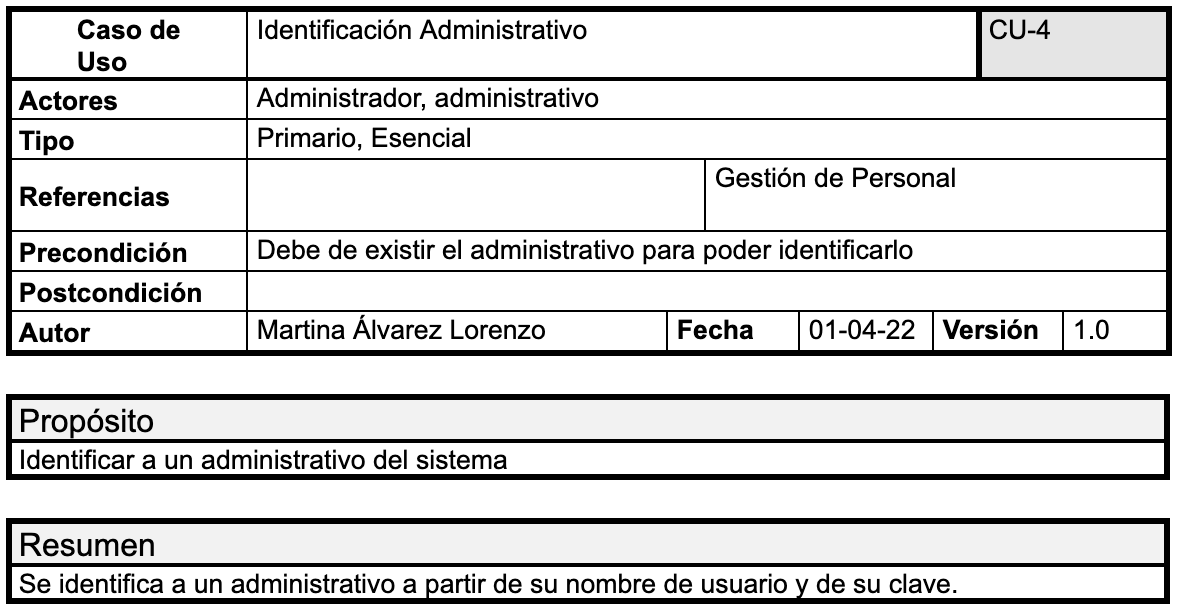 Caso de Uso Identificación Administrativo CU-4
Actores Administrador, administrativo
Tipo Primario, Esencial
Referencias Gestión de Personal
Precondición Debe de existir el administrativo para poder identificarlo
Postcondición
Autor Martina Álvarez Lorenzo Fecha 01-04-22 Versión 1.0
Propósito
Identificar a un administrativo del sistema
Resumen
Se identifica a un administrativo a partir de su nombre de usuario y de su clave.